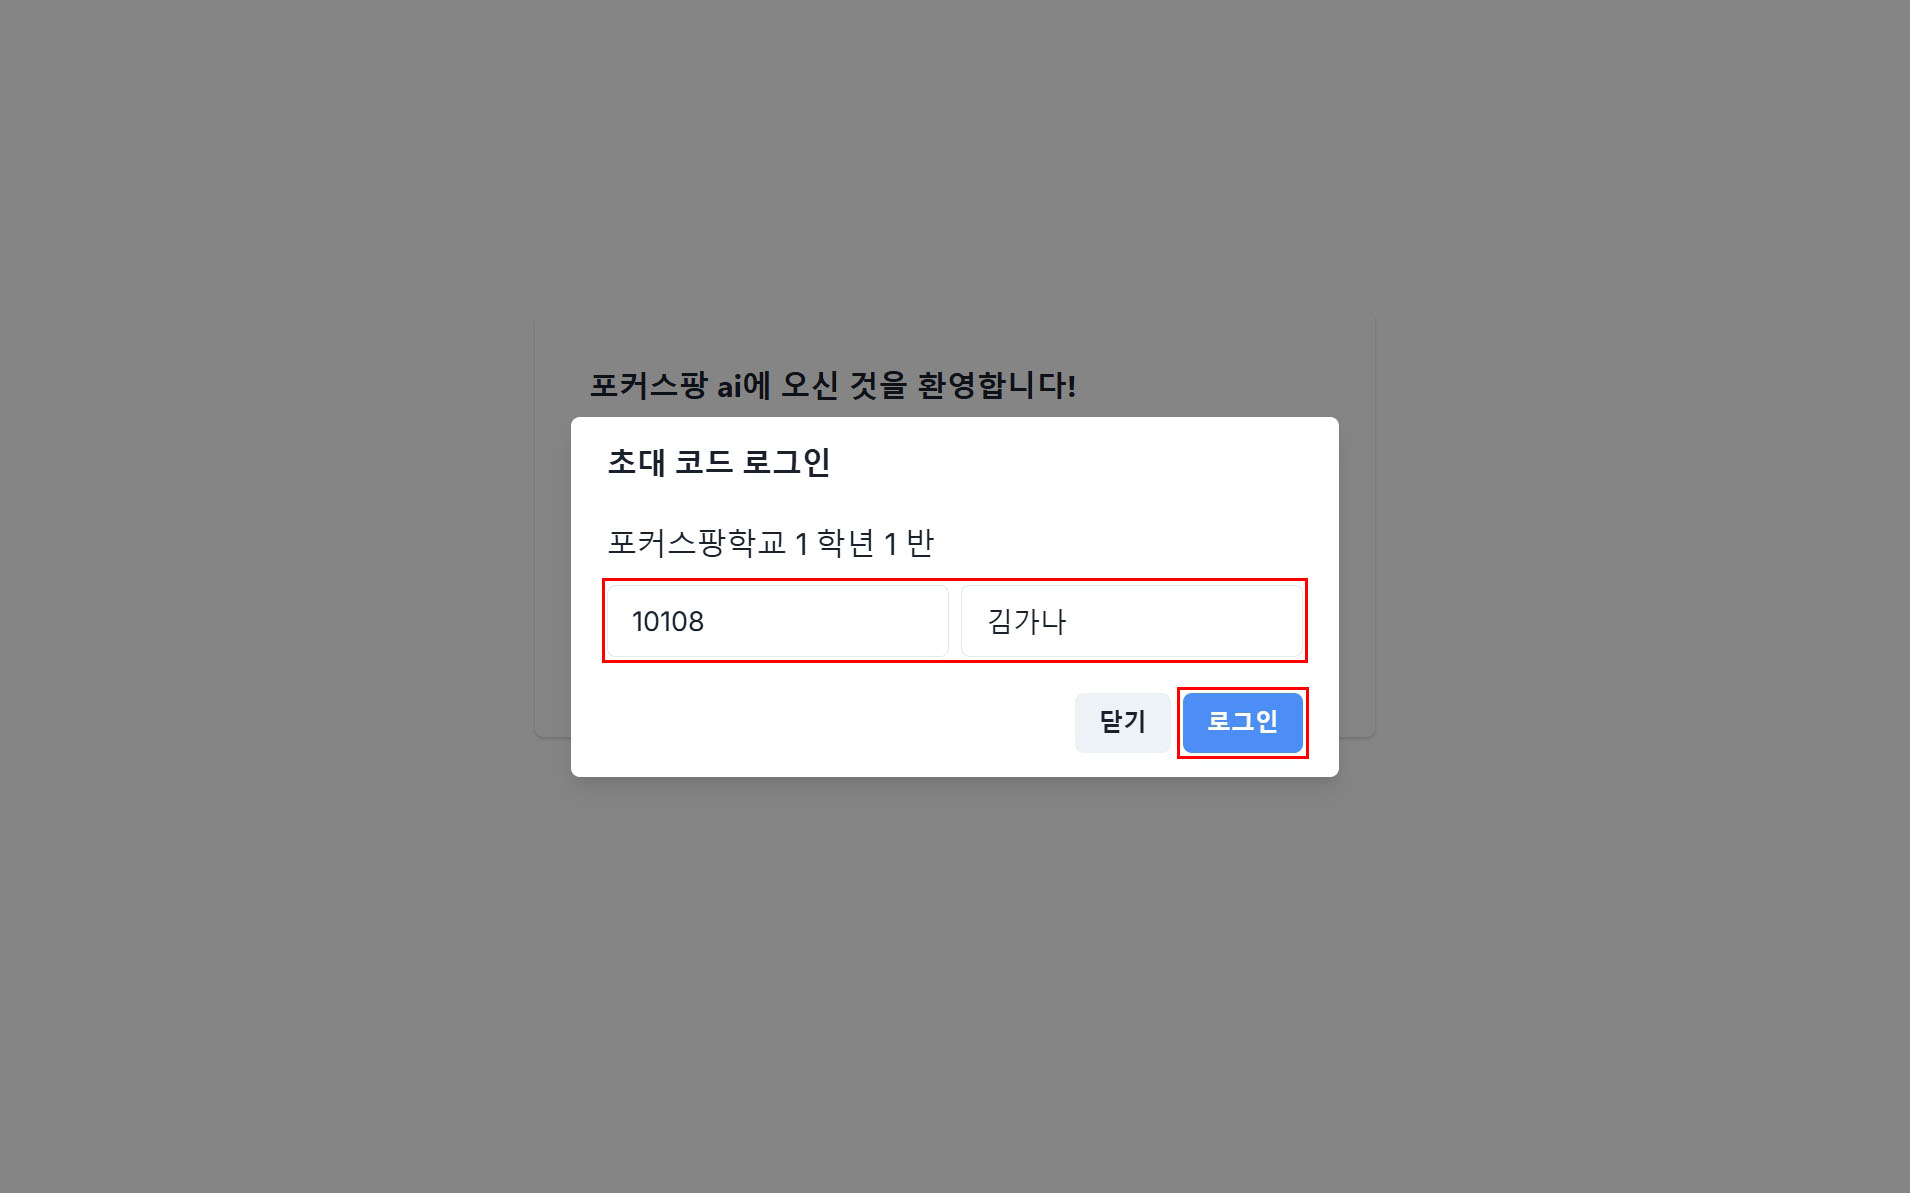 포커스팡 ai에 오신 것을 환영합니다!
초대 코드 로그인
포커스팡학교 1 학년 1 반
10108 김가나
닫기 로그인